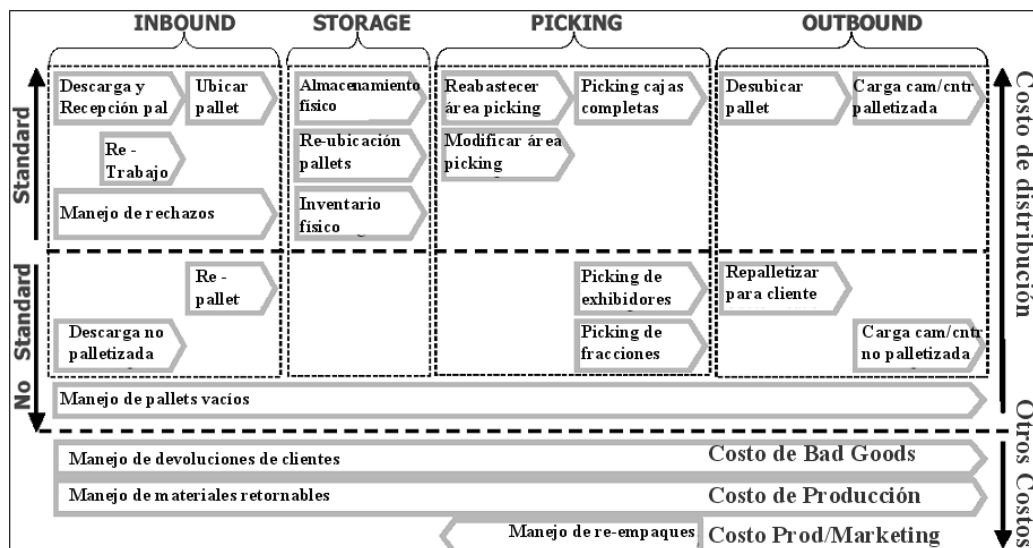 INBOUND
STORAGE
PICKING
OUTBOUND
Standard
Descarga y
Recepción pal
Ubicar
pallet
Almacenamiento
físico
Reabastecer
área picking
Picking cajas
completas
Desubicar
pallet
Carga cam/cntr
palletizada
Re -
Trabajo
Re-ubicación
pallets
Modificar área
picking
Manejo de rechazos
Inventario
físico
Costo de distribución
No Standard
Re -
pallet
Picking de
exhibidores
Repalletizar
para cliente
Descarga no
palletizada
Picking de
fracciones
Carga cam/cntr
no palletizada
Manejo de pallets vacíos
Otros Costos
Manejo de devoluciones de clientes
Costo de Bad Goods
Manejo de materiales retornables
Costo de Producción
Manejo de re-empaques
Costo Prod/Marketing